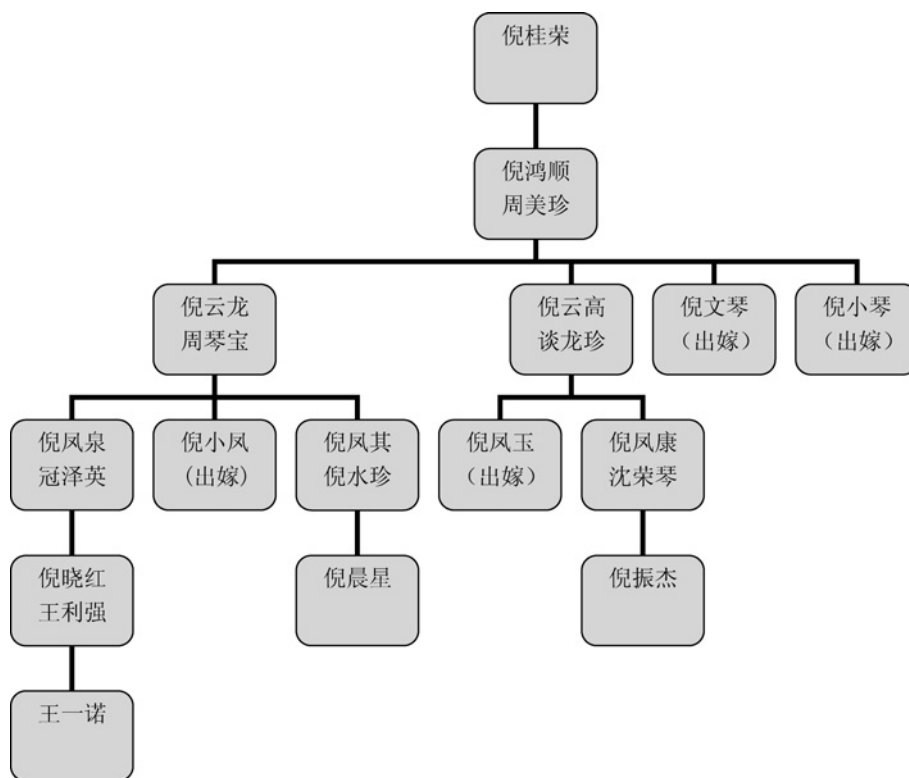 倪桂荣
倪鸿顺
周美珍
倪云龙
周琴宝
倪云高
谈龙珍
倪文琴
（出嫁）
倪小琴
（出嫁）
倪凤泉
冠泽英
倪小凤
(出嫁)
倪凤其
倪水珍
倪凤玉
（出嫁）
倪凤康
沈荣琴
倪晓红
王利强
倪晨星
倪振杰
王一诺